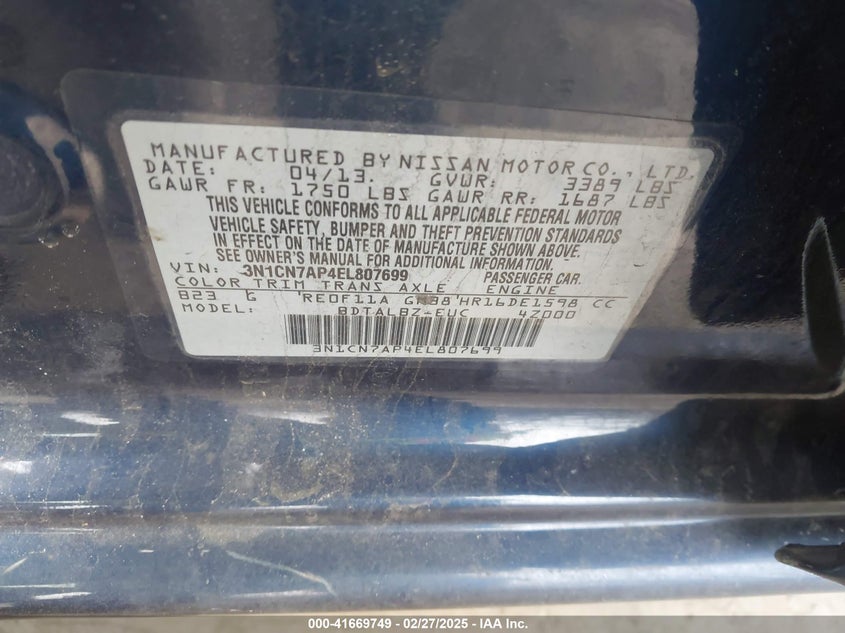 MANUFACTURED BY NISSAN MOTOR CO., LTD.
DATE: 04/13. GVWR: 3389 LBS
GAWR FR: 1750 LBS GAWR RR: 1687 LBS
THIS VEHICLE CONFORMS TO ALL APPLICABLE FEDERAL MOTOR
VEHICLE SAFETY, BUMPER AND THEFT PREVENTION STANDARDS
IN EFFECT ON THE DATE OF MANUFACTURE SHOWN ABOVE.
SEE OWNER'S MANUAL FOR ADDITIONAL INFORMATION
VIN: 3N1CN7AP4EL807699 PASSENGER CAR.
COLOR TRIM TRANS AXLE ENGINE
B23 G RE0F11A HR16DE1598 CC
MODEL: BDTALBZ-EUC 4Z000
3N1CN7AP4EL807699
000-41669749 | 02/27/2025 - IAA Inc.